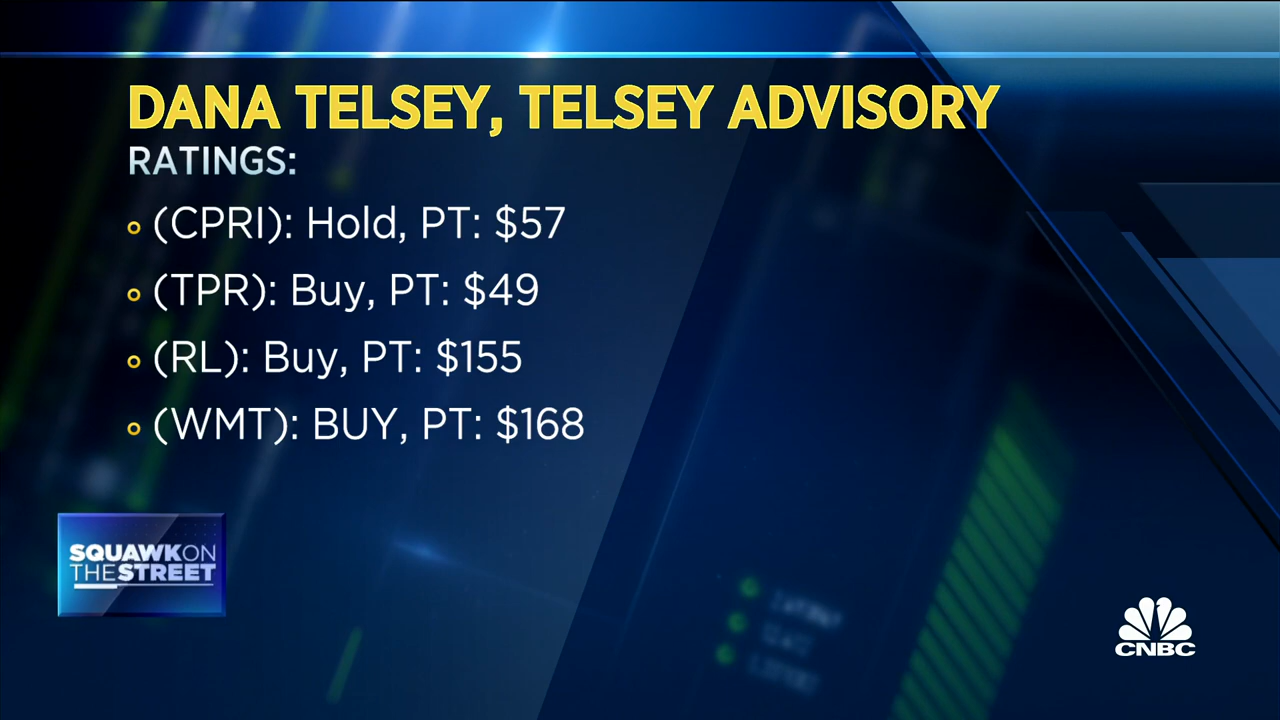 DANA TELSEY, TELSEY ADVISORY
RATINGS:
(CPRI): Hold, PT: $57
(TPR): Buy, PT: $49
(RL): Buy, PT: $155
(WMT): BUY, PT: $168
SQUAWK ON
THE STREET
CNBC